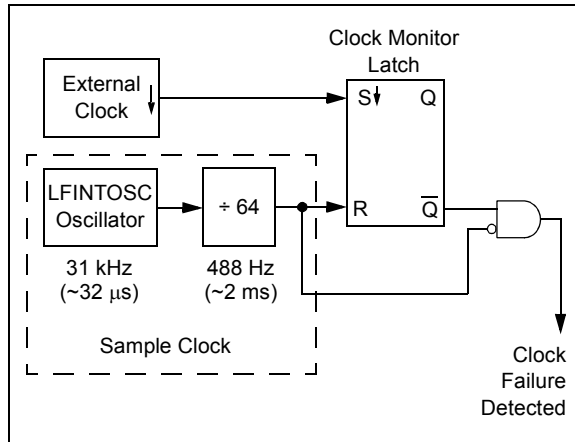 Clock Monitor
Latch
External
Clock
S
Q
LFINTOSC
Oscillator
÷ 64
R
Q̅
31 kHz
(~32 μs)
488 Hz
(~2 ms)
Sample Clock
Clock
Failure
Detected